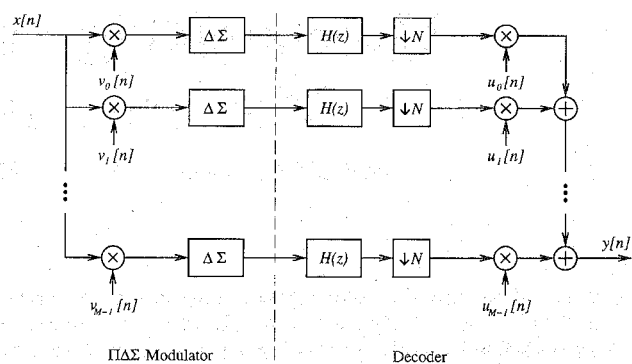 x[n]
× ΔΣ H(z) ↓N ×
v₀[n] u₀[n]
× ΔΣ H(z) ↓N × +
v₁[n] u₁[n]
× ΔΣ H(z) ↓N × + y[n]
v_{M-1}[n] u_{M-1}[n]
ΠΔΣ Modulator Decoder